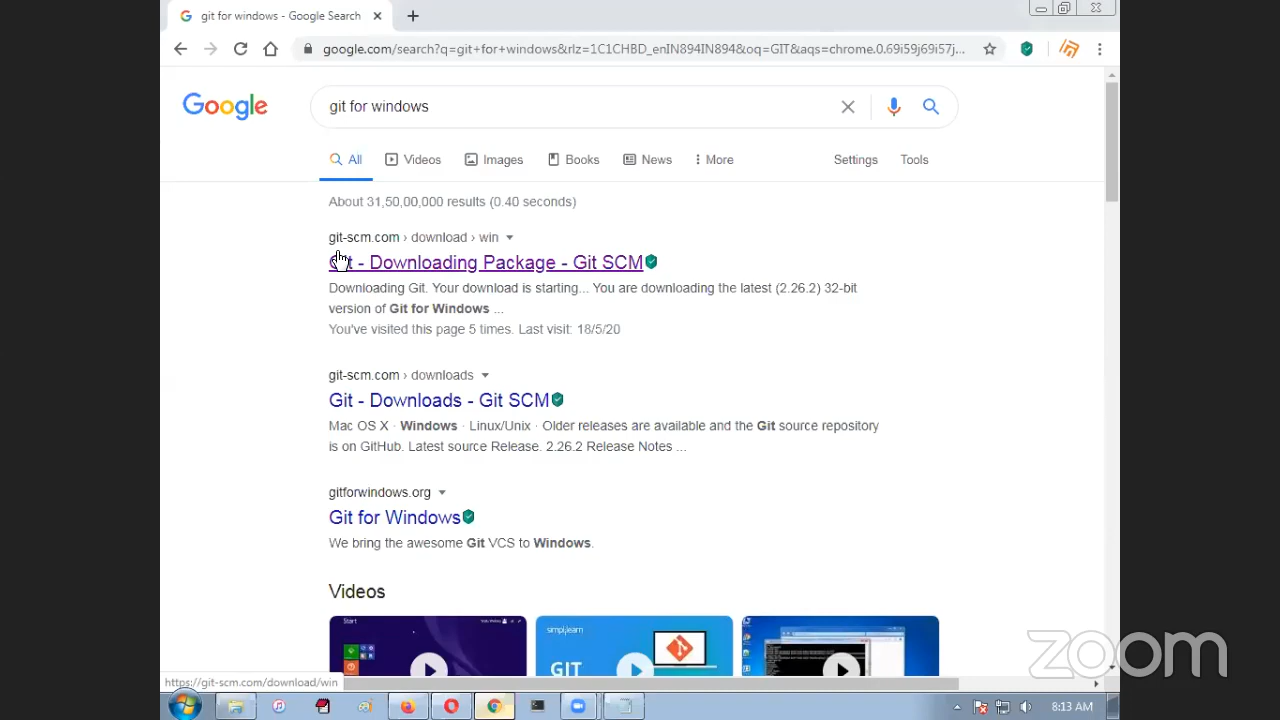 git for windows - Google Search
google.com/search?q=git+for+windows&rlz=1C1CHBD_enIN894IN894&oq=GIT&aqs=chrome.0.69i59j69i57j...
Google
git for windows
All Videos Images Books News More Settings Tools
About 31,50,00,000 results (0.40 seconds)
git-scm.com › download › win
Git - Downloading Package - Git SCM
Downloading Git. Your download is starting... You are downloading the latest (2.26.2) 32-bit
version of Git for Windows ...
You've visited this page 5 times. Last visit: 18/5/20
git-scm.com › downloads
Git - Downloads - Git SCM
Mac OS X · Windows · Linux/Unix · Older releases are available and the Git source repository
is on GitHub. Latest source Release. 2.26.2 Release Notes ...
gitforwindows.org
Git for Windows
We bring the awesome Git VCS to Windows.
Videos
Start
simplilearn
GIT
zoom
https://git-scm.com/download/win
8:13 AM